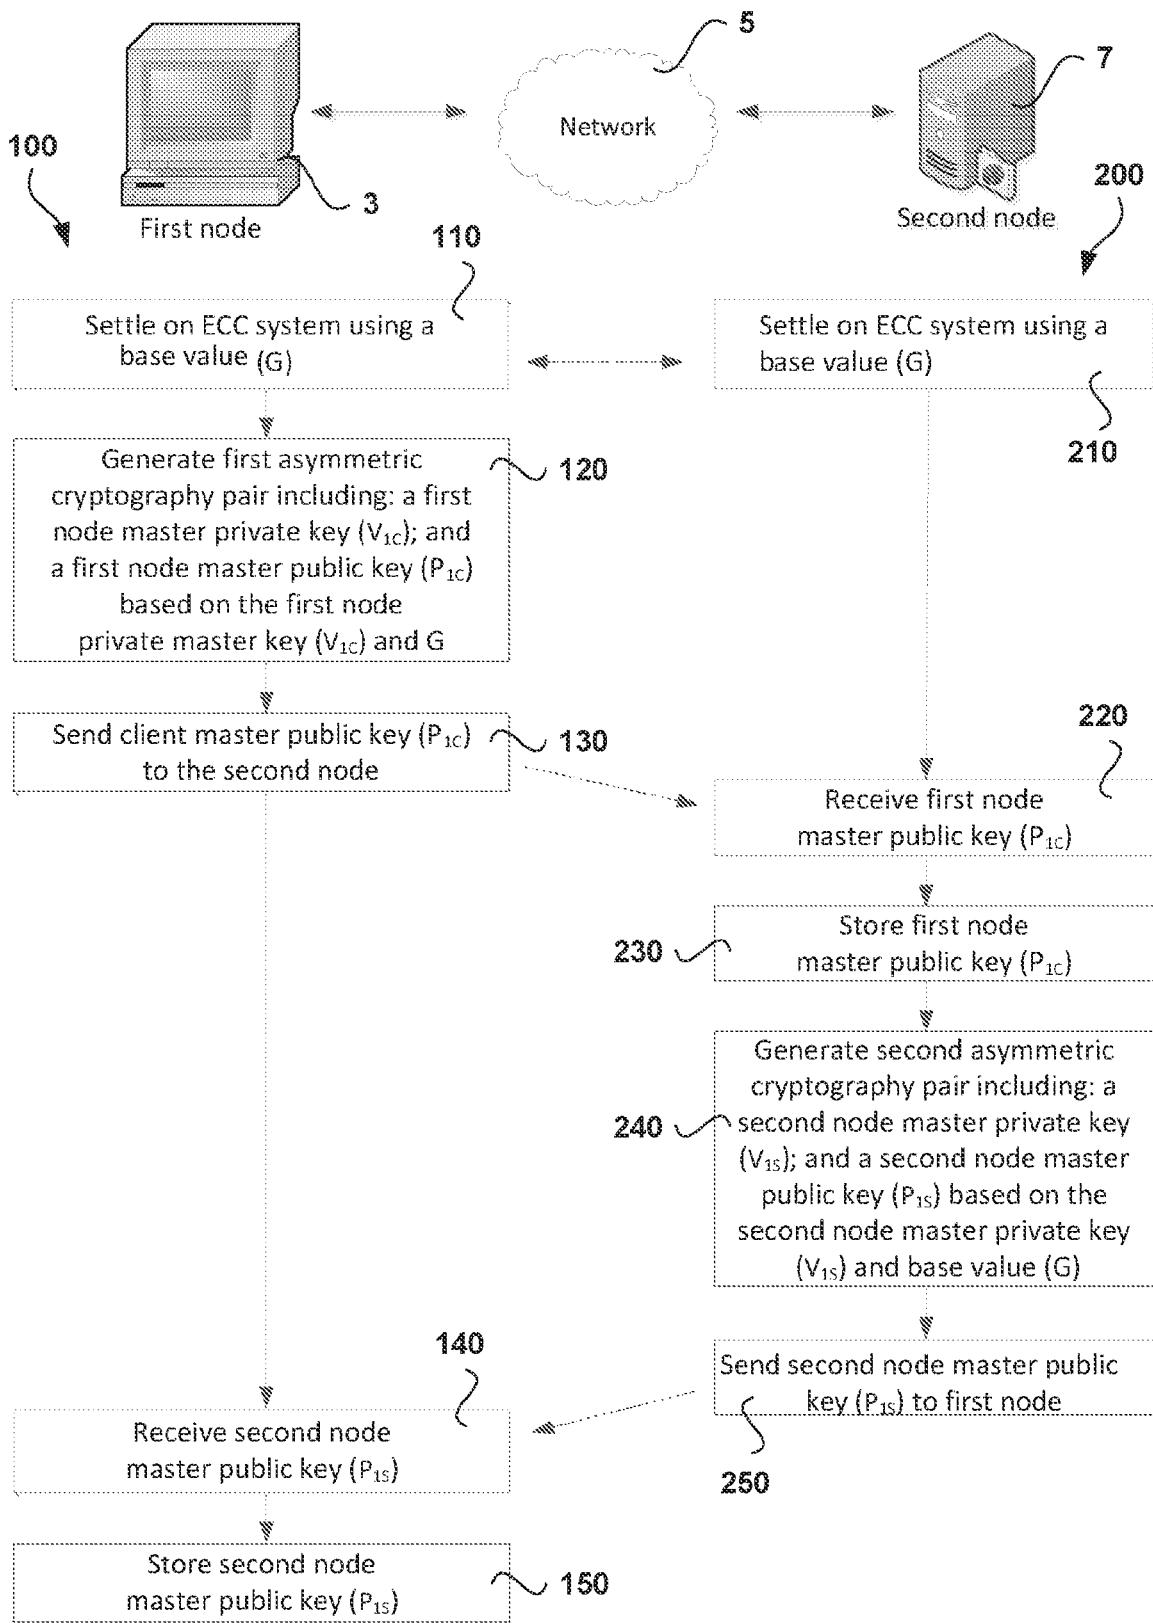 5
7
Network
100
200
3
First node
Second node
110
Settle on ECC system using a
base value (G)
Settle on ECC system using a
base value (G)
210
Generate first asymmetric
cryptography pair including: a first
node master private key (V1C); and
a first node master public key (P1C)
based on the first node
private master key (V1C) and G
120
Send client master public key (P1C)
to the second node
130
220
Receive first node
master public key (P1C)
Store first node
master public key (P1C)
230
Generate second asymmetric
cryptography pair including: a
second node master private key
(V1S); and a second node master
public key (P1S) based on the
second node master private key
(V1S) and base value (G)
240
Send second node master public
key (P1S) to first node
250
140
Receive second node
master public key (P1S)
Store second node
master public key (P1S)
150